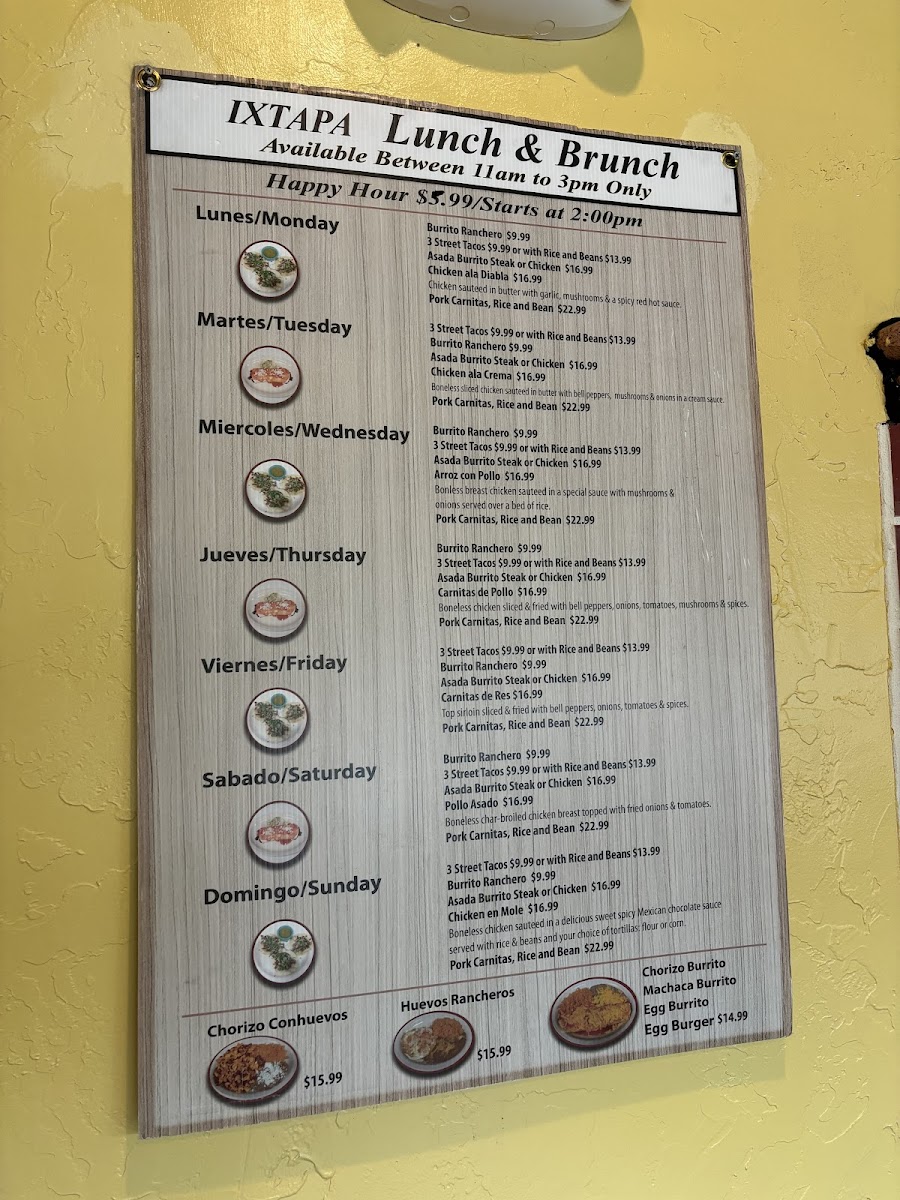 IXTAPA Lunch & Brunch
Available Between 11am to 3pm Only
Happy Hour $5.99/Starts at 2:00pm
Lunes/Monday
Burrito Ranchero $9.99
3 Street Tacos $9.99 or with Rice and Beans $13.99
Asada Burrito Steak or Chicken $16.99
Chicken ala Diabla $16.99
Chicken sauteed in butter with garlic, mushrooms & a spicy red hot sauce.
Pork Carnitas, Rice and Bean $22.99
Martes/Tuesday
3 Street Tacos $9.99 or with Rice and Beans $13.99
Burrito Ranchero $9.99
Asada Burrito Steak or Chicken $16.99
Chicken ala Crema $16.99
Boneless sliced chicken sauteed in butter with bell peppers, mushrooms & onions in a cream sauce.
Pork Carnitas, Rice and Bean $22.99
Miercoles/Wednesday
Burrito Ranchero $9.99
3 Street Tacos $9.99 or with Rice and Beans $13.99
Asada Burrito Steak or Chicken $16.99
Arroz con Pollo $16.99
Bonless breast chicken sauteed in a special sauce with mushrooms &
onions served over a bed of rice.
Pork Carnitas, Rice and Bean $22.99
Jueves/Thursday
Burrito Ranchero $9.99
3 Street Tacos $9.99 or with Rice and Beans $13.99
Asada Burrito Steak or Chicken $16.99
Carnitas de Pollo $16.99
Boneless chicken sliced & fried with bell peppers, onions, tomatoes, mushrooms & spices.
Pork Carnitas, Rice and Bean $22.99
Viernes/Friday
3 Street Tacos $9.99 or with Rice and Beans $13.99
Burrito Ranchero $9.99
Asada Burrito Steak or Chicken $16.99
Carnitas de Res $16.99
Top sirloin sliced & fried with bell peppers, onions, tomatoes & spices.
Pork Carnitas, Rice and Bean $22.99
Sabado/Saturday
Burrito Ranchero $9.99
3 Street Tacos $9.99 or with Rice and Beans $13.99
Asada Burrito Steak or Chicken $16.99
Pollo Asado $16.99
Boneless char-broiled chicken breast topped with fried onions & tomatoes.
Pork Carnitas, Rice and Bean $22.99
Domingo/Sunday
3 Street Tacos $9.99 or with Rice and Beans $13.99
Burrito Ranchero $9.99
Asada Burrito Steak or Chicken $16.99
Chicken en Mole $16.99
Boneless chicken sauteed in a delicious sweet spicy Mexican chocolate sauce
served with rice & beans and your choice of tortillas: flour or corn.
Pork Carnitas, Rice and Bean $22.99
Chorizo Conhuevos
$15.99
Huevos Rancheros
$15.99
Chorizo Burrito
Machaca Burrito
Egg Burrito
Egg Burger $14.99